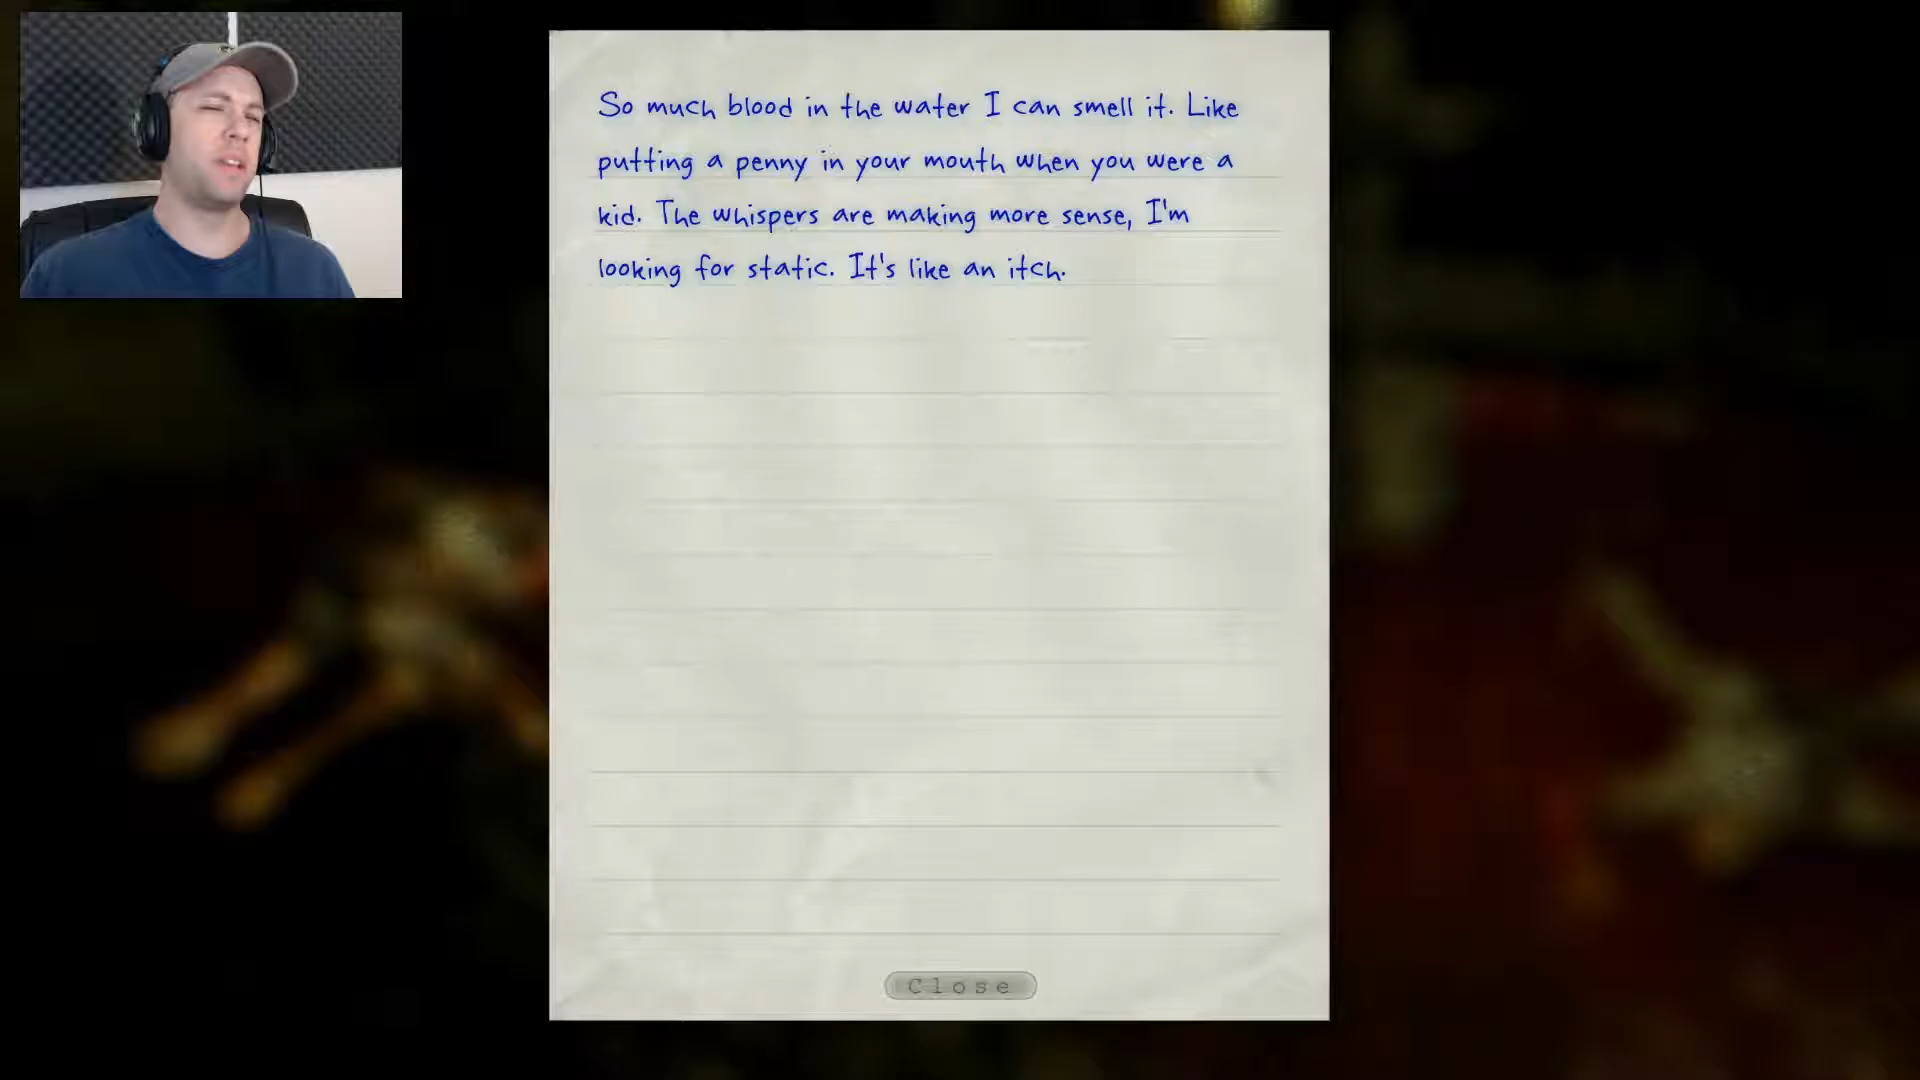 So much blood in the water I can smell it. Like
putting a penny in your mouth when you were a
kid. The whispers are making more sense, I'm
looking for static. It's like an itch.
Close